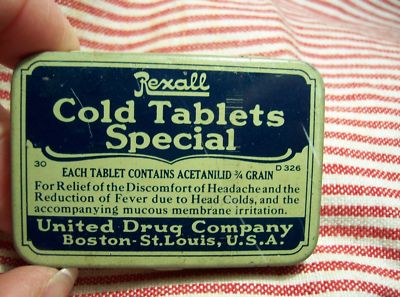 Rexall
Cold Tablets
Special
30
D 326
EACH TABLET CONTAINS ACETANILID ¾ GRAIN
For Relief of the Discomfort of Headache and the
Reduction of Fever due to Head Colds, and the
accompanying mucous membrane irritation.
United Drug Company
Boston-St. Louis, U.S.A.